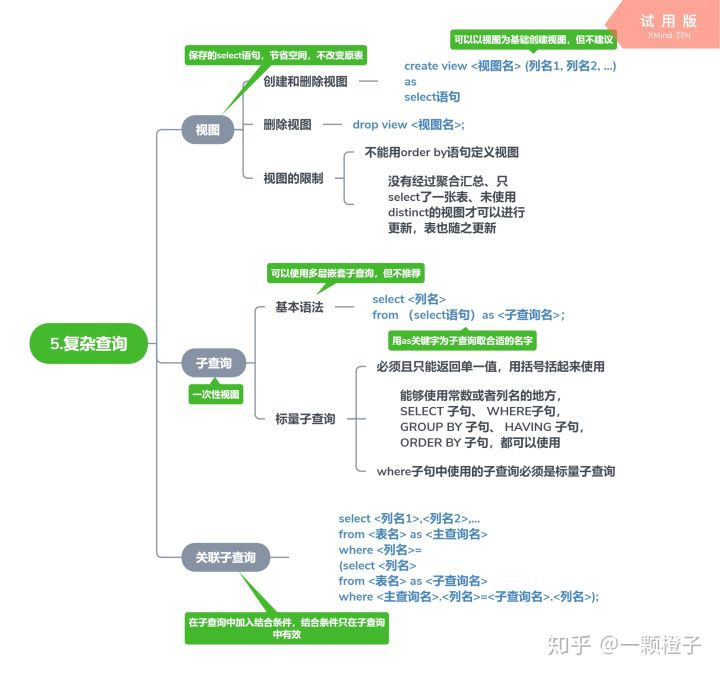 试用版
XMind: ZEN
可以以视图为基础创建视图，但不建议
保存的select语句，节省空间，不改变原表
创建和删除视图
create view <视图名> (列名1, 列名2, ...)
as
select语句
视图
删除视图
drop view <视图名>;
视图的限制
不能用order by语句定义视图
没有经过聚合汇总、只
select了一张表、未使用
distinct的视图才可以进行
更新，表也随之更新
可以使用多层嵌套子查询，但不推荐
基本语法
select <列名>
from （select语句）as <子查询名>；
用as关键字为子查询取合适的名字
5.复杂查询
子查询
一次性视图
标量子查询
必须且只能返回单一值，用括号括起来使用
能够使用常数或者列名的地方，
SELECT 子句、 WHERE子句，
GROUP BY 子句、 HAVING 子句，
ORDER BY 子句，都可以使用
where子句中使用的子查询必须是标量子查询
关联子查询
select <列名1>,<列名2>,...
from <表名> as <主查询名>
where <列名>=
(select <列名>
from <表名> as <子查询名>
where <主查询名>.<列名>=<子查询名>.<列名>);
在子查询中加入结合条件，结合条件只在子查询
中有效
知乎 @一颗橙子